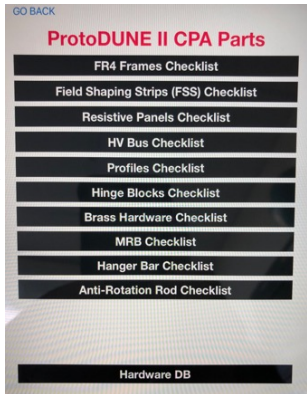 GO BACK
ProtoDUNE II CPA Parts
FR4 Frames Checklist
Field Shaping Strips (FSS) Checklist
Resistive Panels Checklist
HV Bus Checklist
Profiles Checklist
Hinge Blocks Checklist
Brass Hardware Checklist
MRB Checklist
Hanger Bar Checklist
Anti-Rotation Rod Checklist
Hardware DB